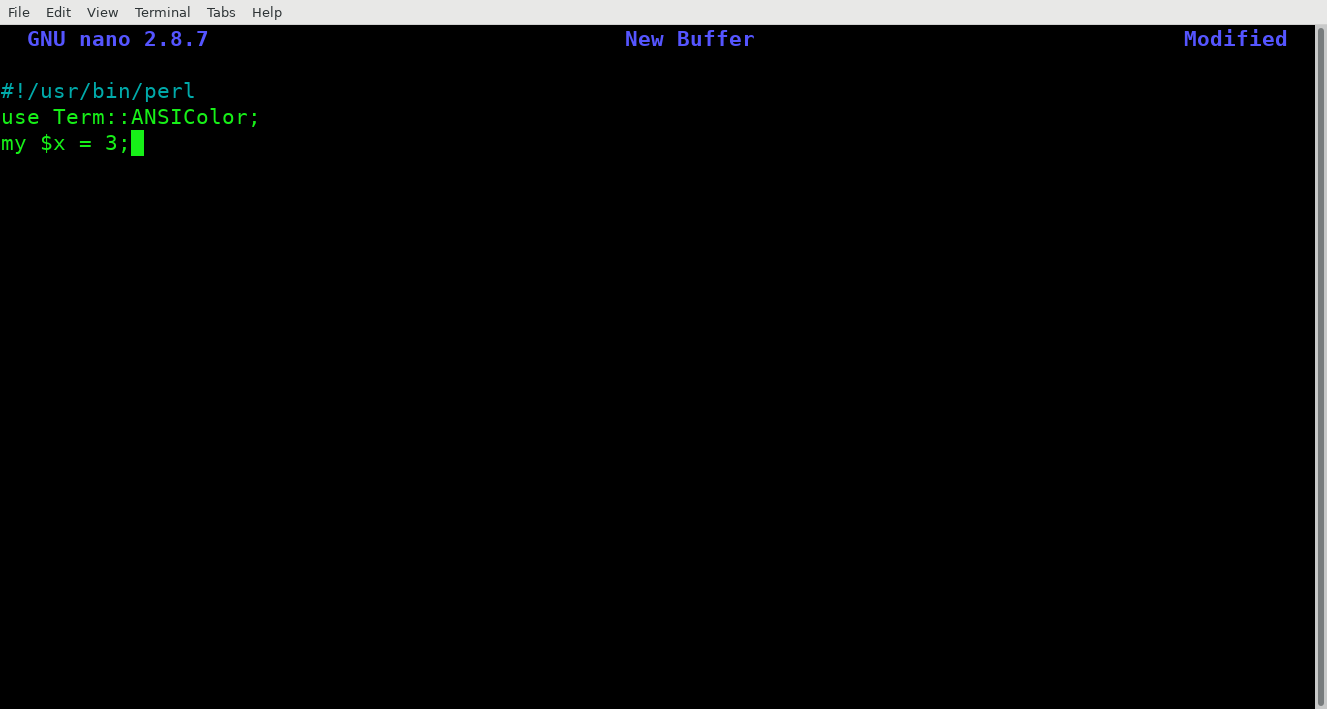 File Edit View Terminal Tabs Help
GNU nano 2.8.7 New Buffer Modified
#!/usr/bin/perl
use Term::ANSIColor;
my $x = 3;